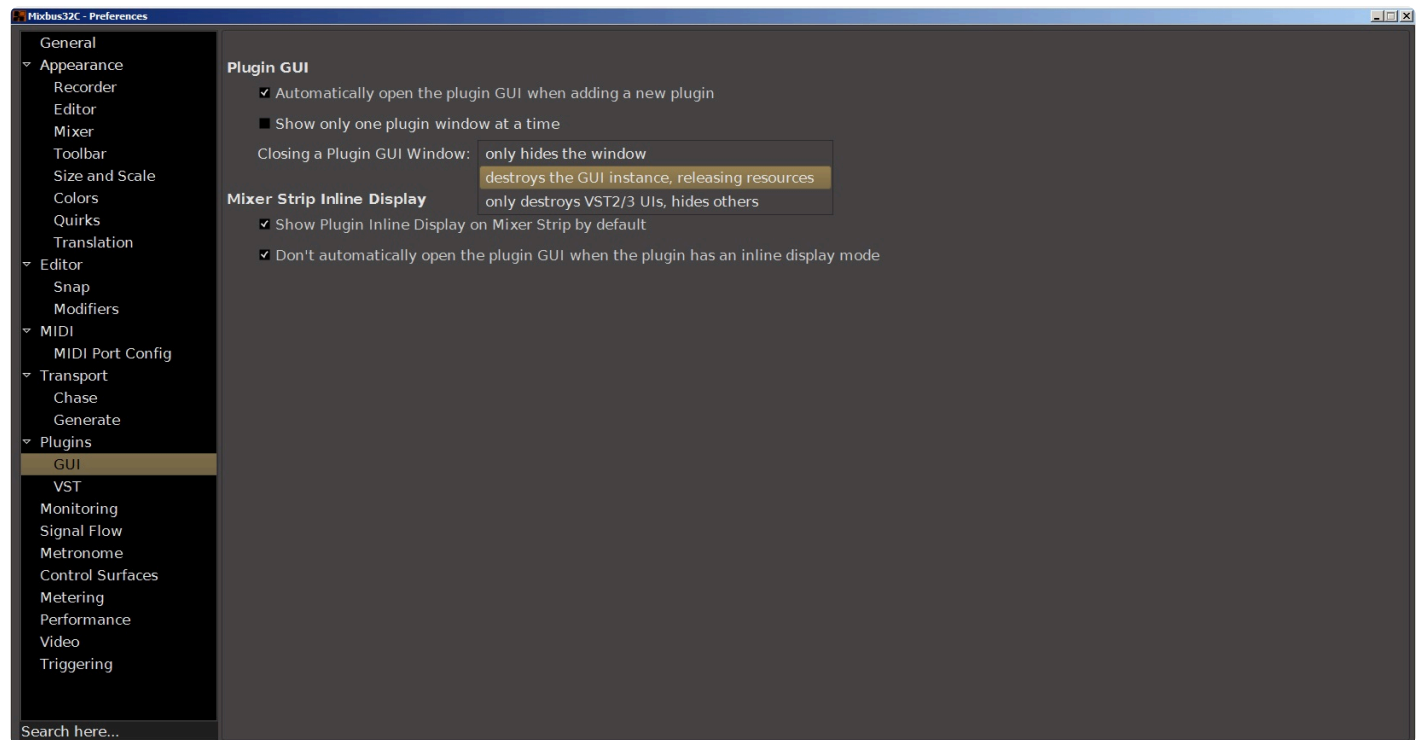 Mixbus32C - Preferences
General
Appearance
Recorder
Editor
Mixer
Toolbar
Size and Scale
Colors
Quirks
Translation
Editor
Snap
Modifiers
MIDI
MIDI Port Config
Transport
Chase
Generate
Plugins
GUI
VST
Monitoring
Signal Flow
Metronome
Control Surfaces
Metering
Performance
Video
Triggering
Search here...
Plugin GUI
Automatically open the plugin GUI when adding a new plugin
Show only one plugin window at a time
Closing a Plugin GUI Window:
only hides the window
destroys the GUI instance, releasing resources
only destroys VST2/3 UIs, hides others
Mixer Strip Inline Display
Show Plugin Inline Display on Mixer Strip by default
Don't automatically open the plugin GUI when the plugin has an inline display mode